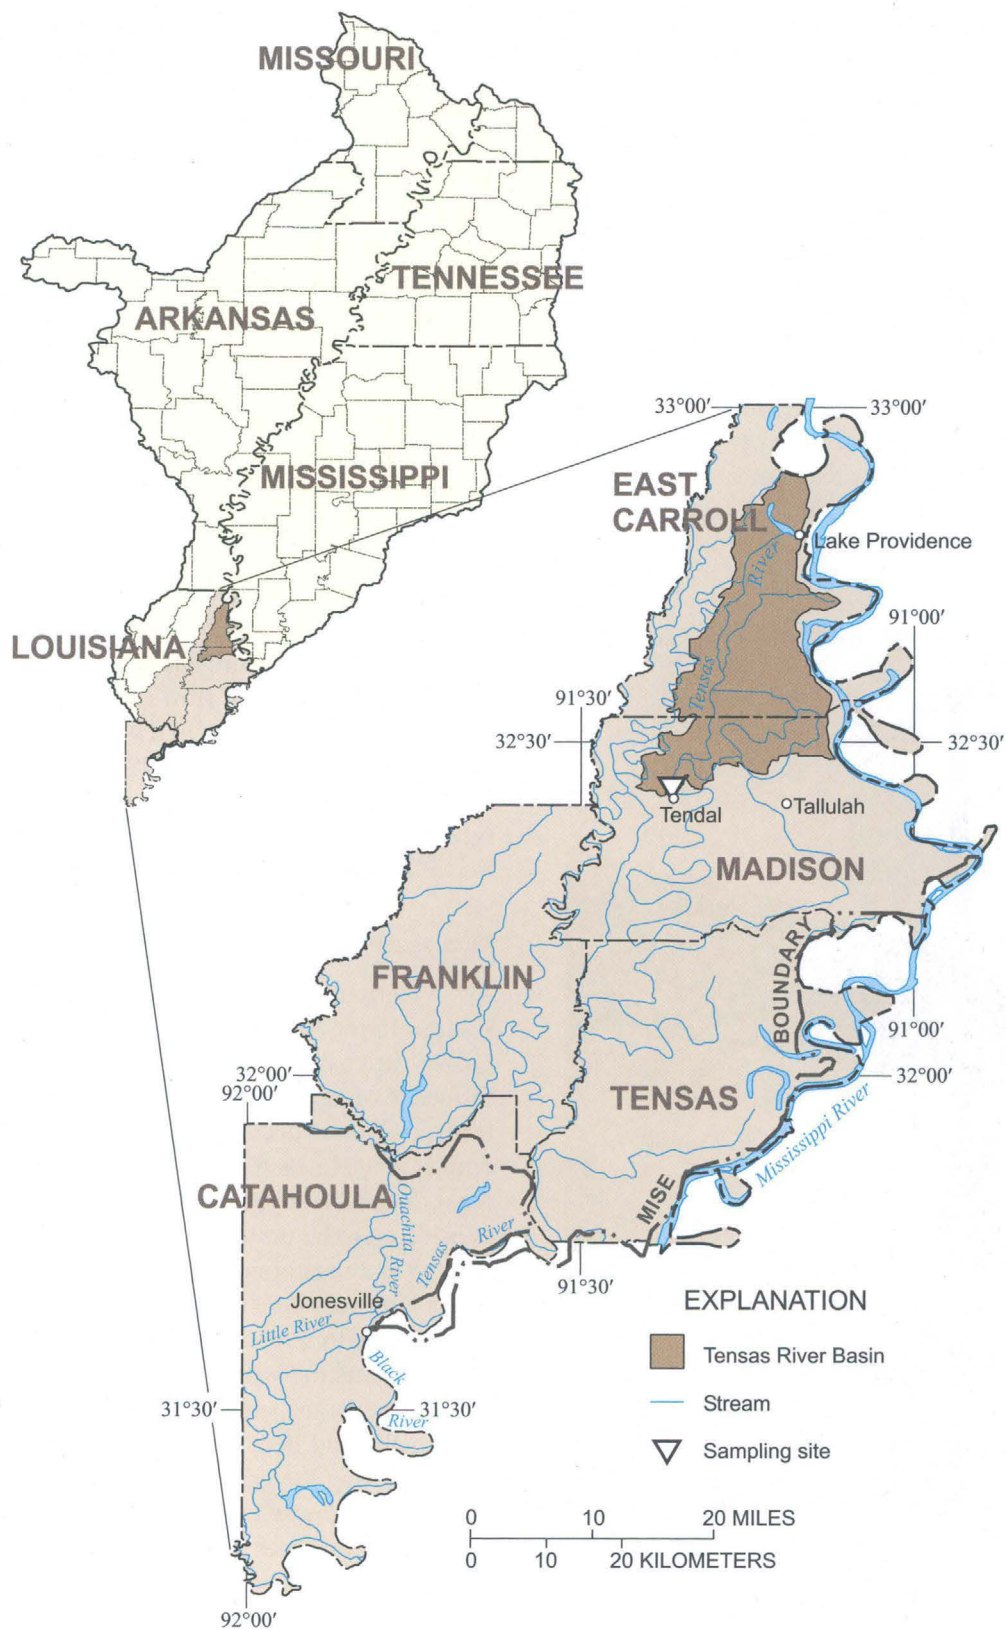 MISSOURI
TENNESSEE
ARKANSAS
MISSISSIPPI
LOUISIANA
33°00′
33°00′
EAST
CARROLL
Lake Providence
River
Tensas
91°00′
91°30′
32°30′
32°30′
Tendal
Tallulah
MADISON
BOUNDARY
FRANKLIN
91°00′
32°00′
92°00′
32°00′
TENSAS
Mississippi River
CATAHOULA
MISE
Ouachita
River
Tensas
River
91°30′
Jonesville
Little River
Black
River
31°30′
31°30′
EXPLANATION
Tensas River Basin
Stream
Sampling site
0 10 20 MILES
0 10 20 KILOMETERS
92°00′